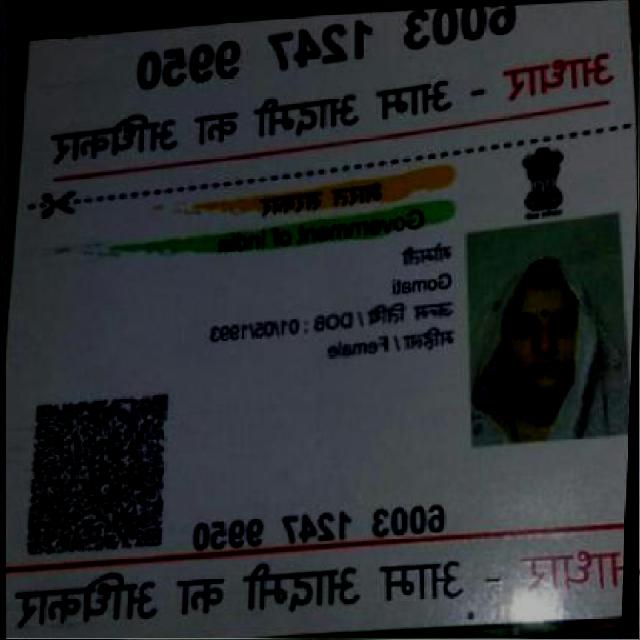 6003 1247 9950
आधार - आम आदमी का अधिकार
भारत सरकार
Government of India
गोमती
Gomati
जन्म तिथि / DOB : 01/05/1993
महिला / Female
6003 1247 9950
आधार - आम आदमी का अधिकार